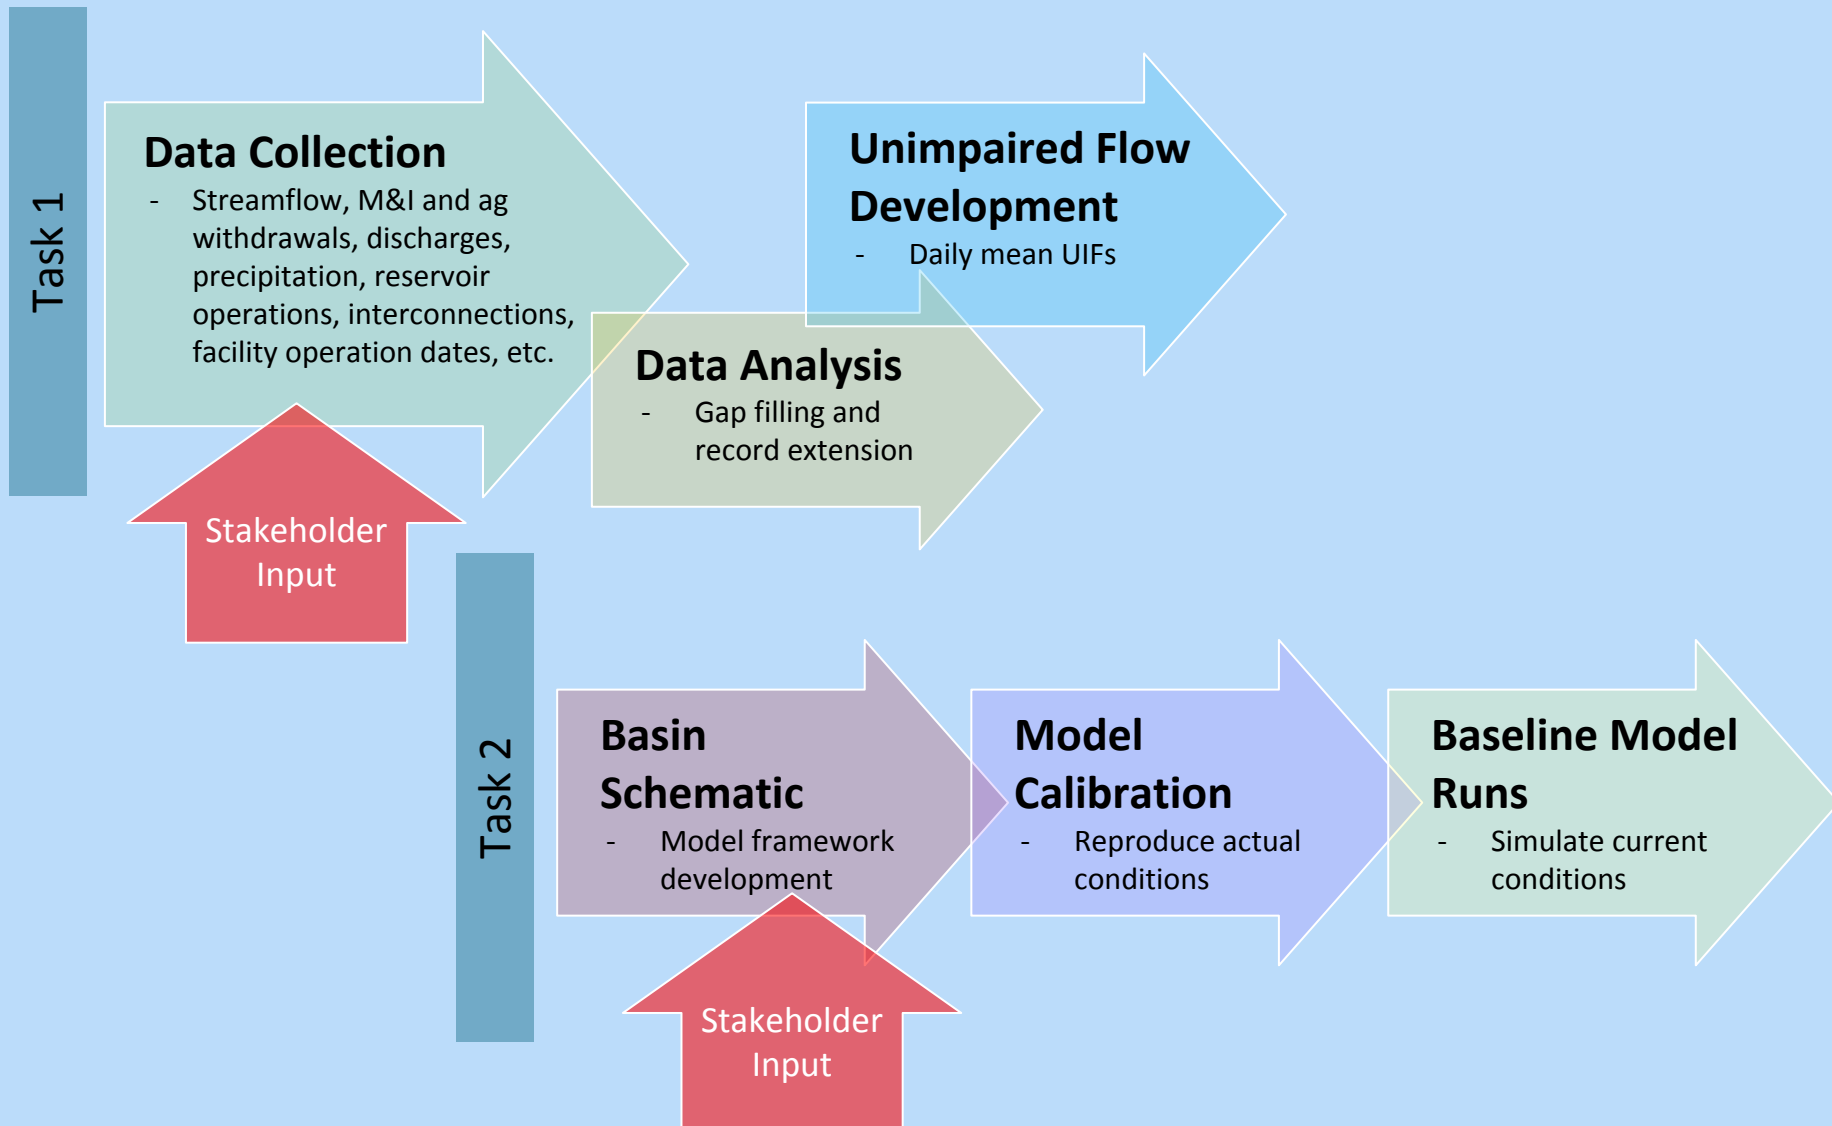 Task 1
Data Collection
- Streamflow, M&I and ag
withdrawals, discharges,
precipitation, reservoir
operations, interconnections,
facility operation dates, etc.
Unimpaired Flow
Development
- Daily mean UIFs
Data Analysis
- Gap filling and
record extension
Stakeholder
Input
Task 2
Basin
Schematic
- Model framework
development
Model
Calibration
- Reproduce actual
conditions
Baseline Model
Runs
- Simulate current
conditions
Stakeholder
Input